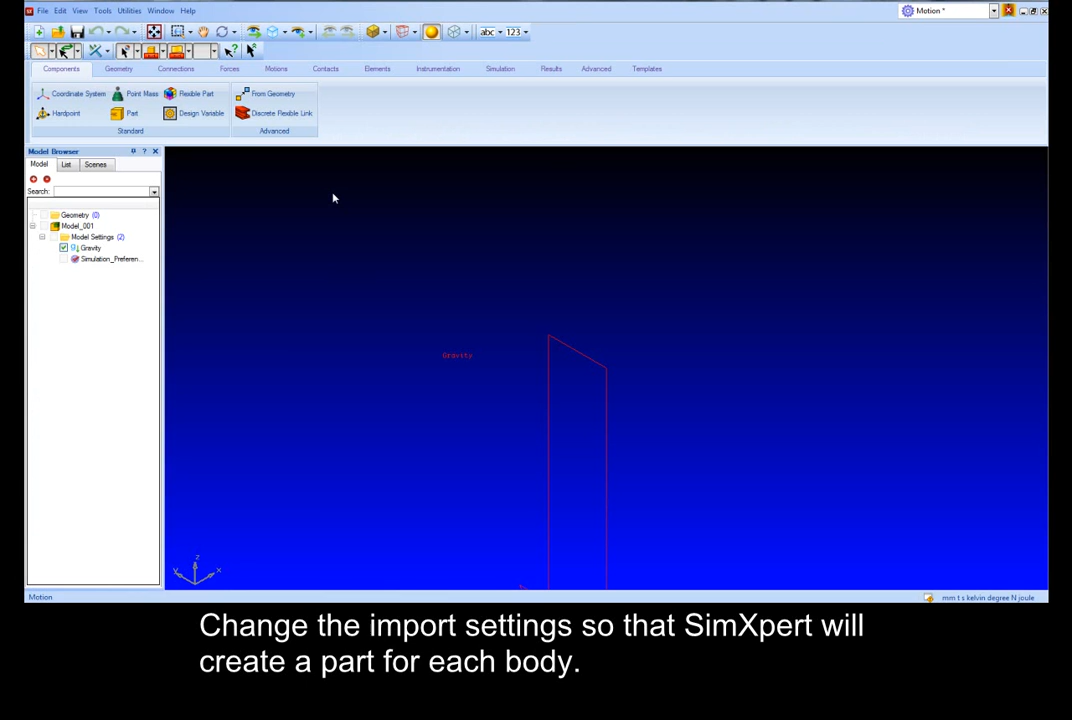 File Edit View Tools Utilities Window Help
Motion *
abc 123
Components Geometry Connections Forces Motions Contacts Elements Instrumentation Simulation Results Advanced Templates
Coordinate System Point Mass Flexible Part From Geometry
Hardpoint Part Design Variable Discrete Flexible Link
Standard Advanced
Model Browser
Model List Scenes
Search:
Geometry (0)
Model_001
Model Settings (2)
Gravity
Simulation_Preferen...
Gravity
z
y x
Motion
mm t s kelvin degree N joule
Change the import settings so that SimXpert will
create a part for each body.